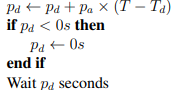 p_d ← p_d + p_a × (T − T_d)
if p_d < 0s then
p_d ← 0s
end if
Wait p_d seconds